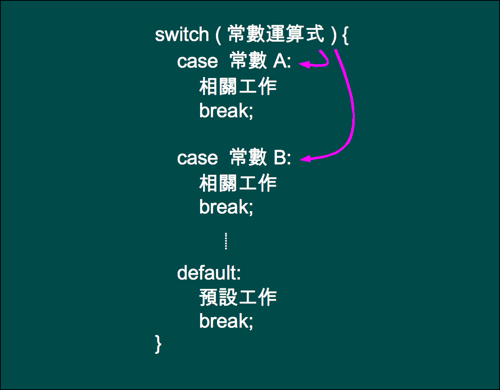 switch ( 常數運算式 ) {
case 常數 A:
相關工作
break;
case 常數 B:
相關工作
break;
default:
預設工作
break;
}